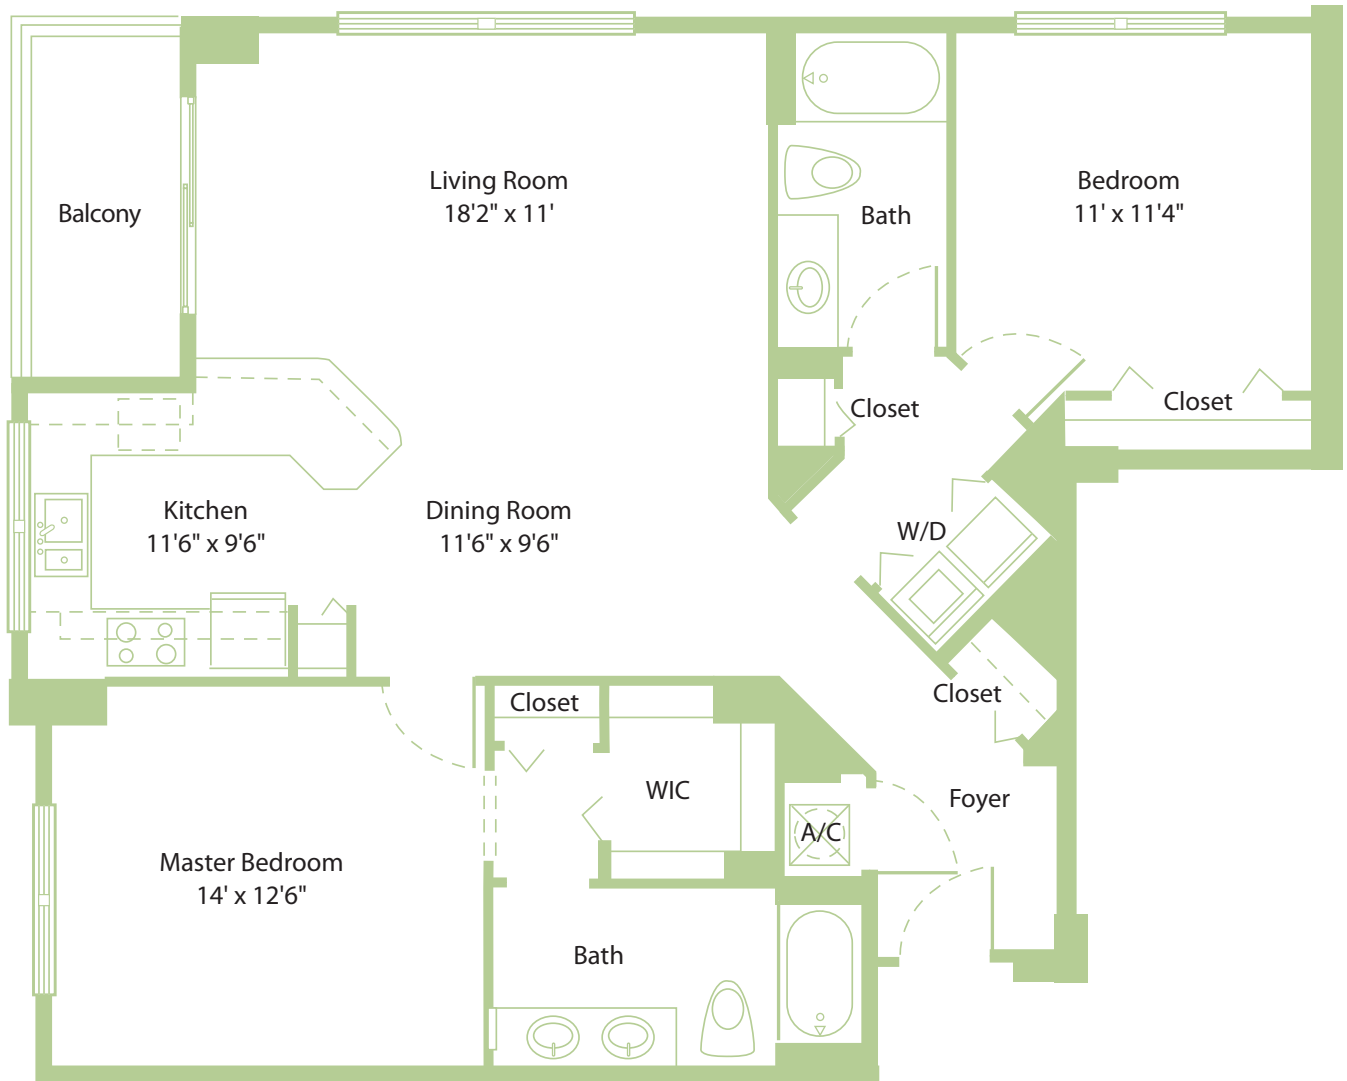 Living Room
18'2" x 11'
Bedroom
11' x 11'4"
Balcony
Bath
Closet
Closet
Kitchen
11'6" x 9'6"
Dining Room
11'6" x 9'6"
W/D
Closet
Closet
WIC
Foyer
A/C
Master Bedroom
14' x 12'6"
Bath